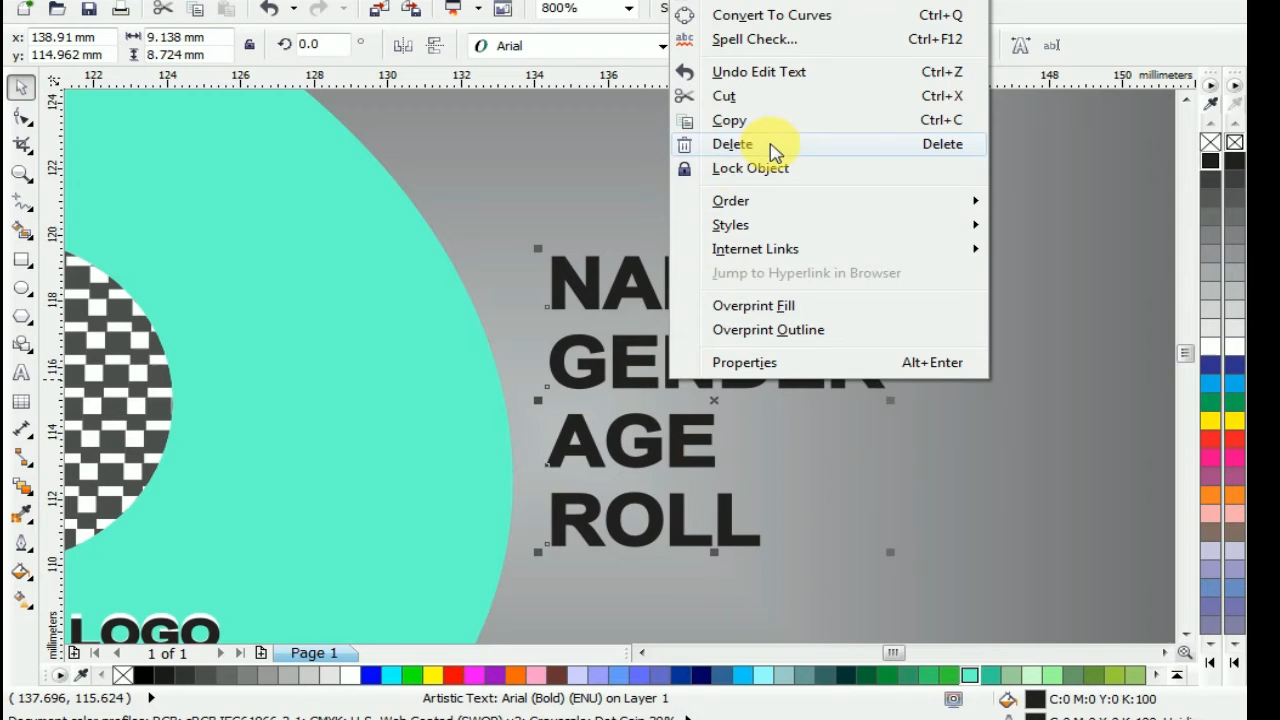 800%
x: 138.91 mm
9.138 mm
y: 114.962 mm
8.724 mm
0.0 °
Arial
Convert To Curves Ctrl+Q
Spell Check... Ctrl+F12
Undo Edit Text Ctrl+Z
Cut Ctrl+X
Copy Ctrl+C
Delete Delete
Lock Object
Order
Styles
Internet Links
Jump to Hyperlink in Browser
Overprint Fill
Overprint Outline
Properties Alt+Enter
122 124 126 128 130 132 134 136 148 150 millimeters
124
122
120
118
116
114
112
110
millimeters
GENDER
AGE
ROLL
LOGO
1 of 1
Page 1
( 137.696, 115.624 )
Artistic Text: Arial (Bold) (ENU) on Layer 1
C:0 M:0 Y:0 K:100